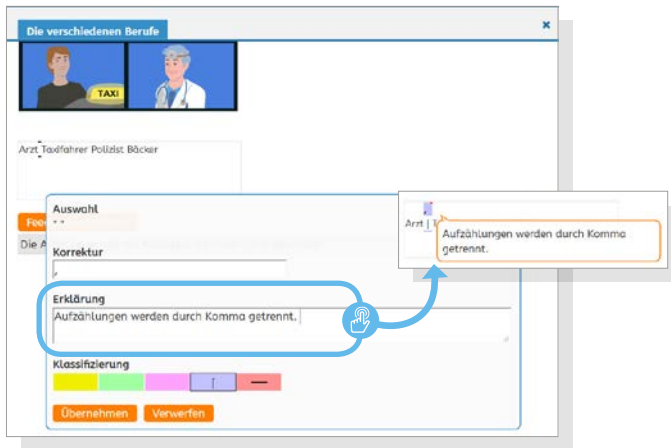 Die verschiedenen Berufe
×
TAXI
Arzt Taxifahrer Polizist Bäcker
Auswahl
" "
Korrektur
,
Erklärung
Aufzählungen werden durch Komma getrennt.
Klassifizierung
Übernehmen Verwerfen
Arzt
Aufzählungen werden durch Komma
getrennt.